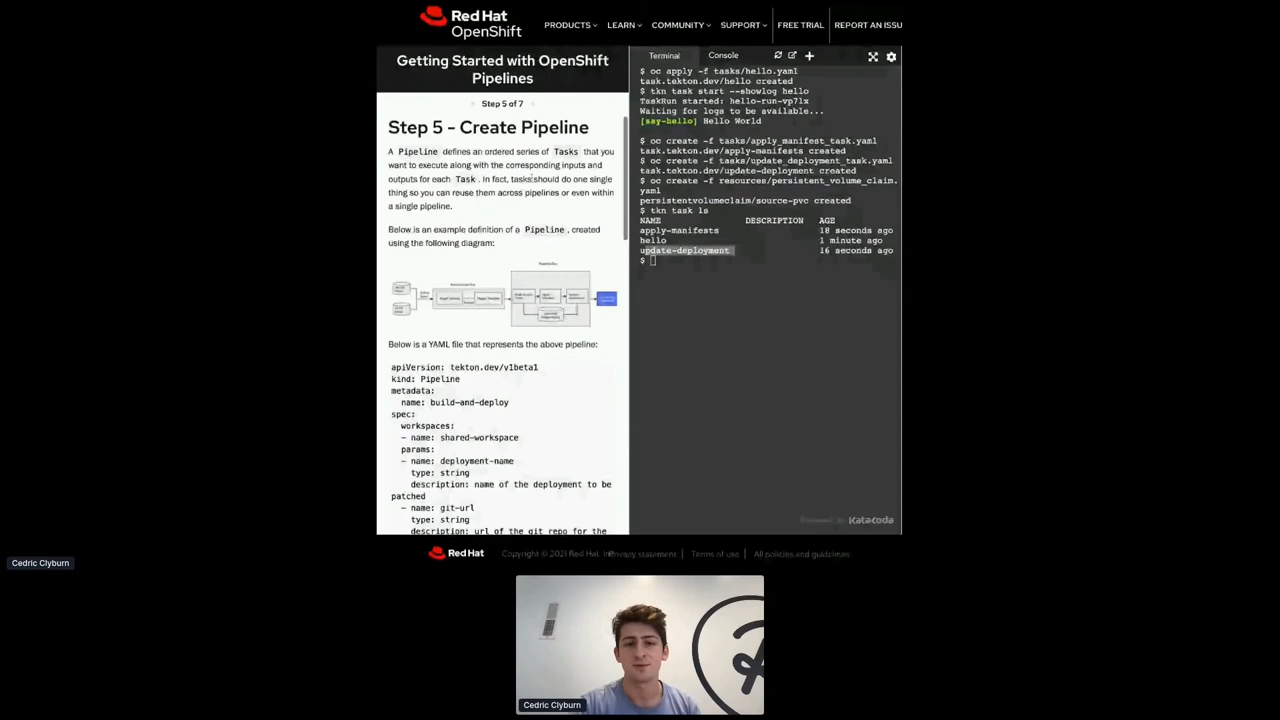 Red Hat
OpenShift
PRODUCTS
LEARN
COMMUNITY
SUPPORT
FREE TRIAL
REPORT AN ISSU
Getting Started with OpenShift
Pipelines
Step 5 of 7
Step 5 - Create Pipeline
A Pipeline defines an ordered series of Tasks that you
want to execute along with the corresponding inputs and
outputs for each Task . In fact, tasks should do one single
thing so you can reuse them across pipelines or even within
a single pipeline.
Below is an example definition of a Pipeline , created
using the following diagram:
Below is a YAML file that represents the above pipeline:
apiVersion: tekton.dev/v1beta1
kind: Pipeline
metadata:
name: build-and-deploy
spec:
workspaces:
- name: shared-workspace
params:
- name: deployment-name
type: string
description: name of the deployment to be
patched
- name: git-url
type: string
description: url of the git repo for the
Terminal
Console
$ oc apply -f tasks/hello.yaml
task.tekton.dev/hello created
$ tkn task start --showlog hello
TaskRun started: hello-run-vp7lx
Waiting for logs to be available...
[say-hello] Hello World
$ oc create -f tasks/apply_manifest_task.yaml
task.tekton.dev/apply-manifests created
$ oc create -f tasks/update_deployment_task.yaml
task.tekton.dev/update-deployment created
$ oc create -f resources/persistent_volume_claim.
yaml
persistentvolumeclaim/source-pvc created
$ tkn task ls
NAME DESCRIPTION AGE
apply-manifests 18 seconds ago
hello 1 minute ago
update-deployment 16 seconds ago
$
Katacoda
Red Hat
Copyright © 2021 Red Hat
Privacy statement
Terms of use
All policies and guidelines
Cedric Clyburn
Cedric Clyburn